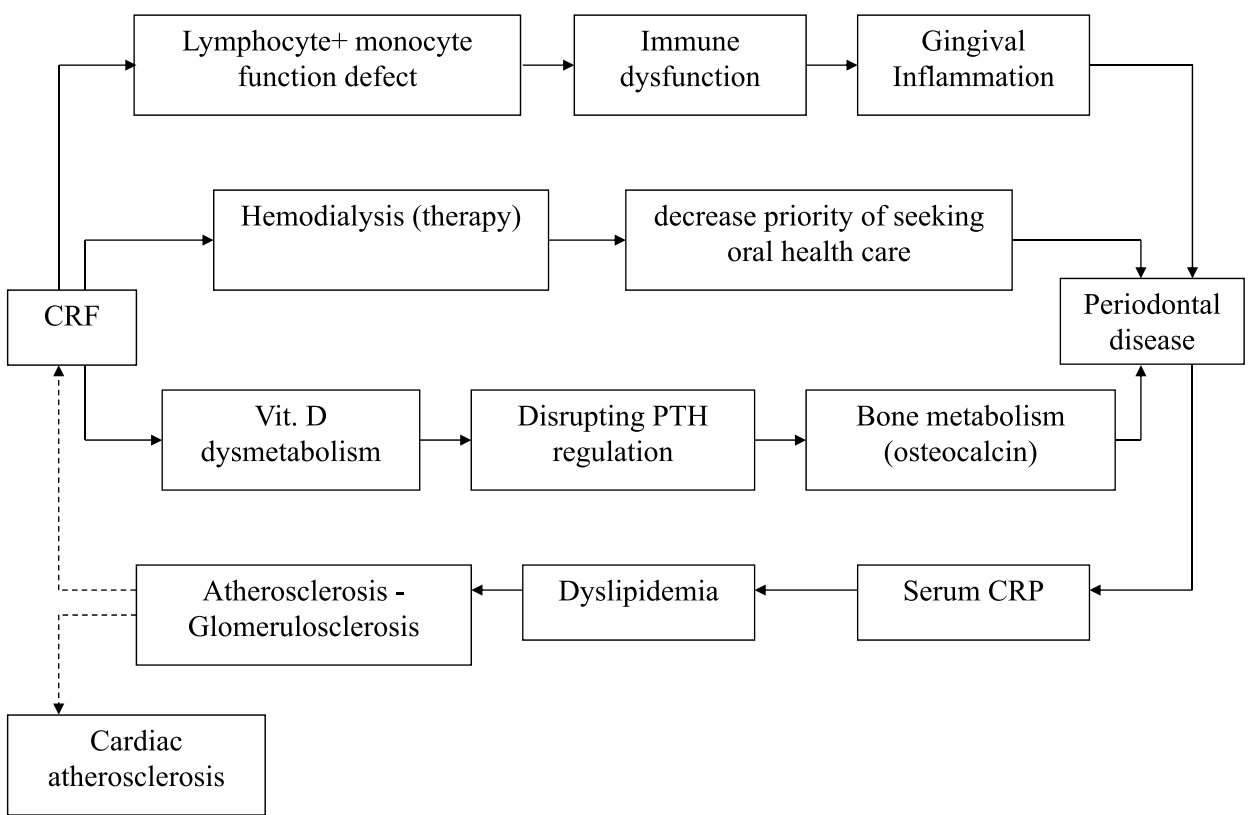 Lymphocyte+ monocyte
function defect
Immune
dysfunction
Gingival
Inflammation
Hemodialysis (therapy)
decrease priority of seeking
oral health care
CRF
Periodontal
disease
Vit. D
dysmetabolism
Disrupting PTH
regulation
Bone metabolism
(osteocalcin)
Atherosclerosis -
Glomerulosclerosis
Dyslipidemia
Serum CRP
Cardiac
atherosclerosis